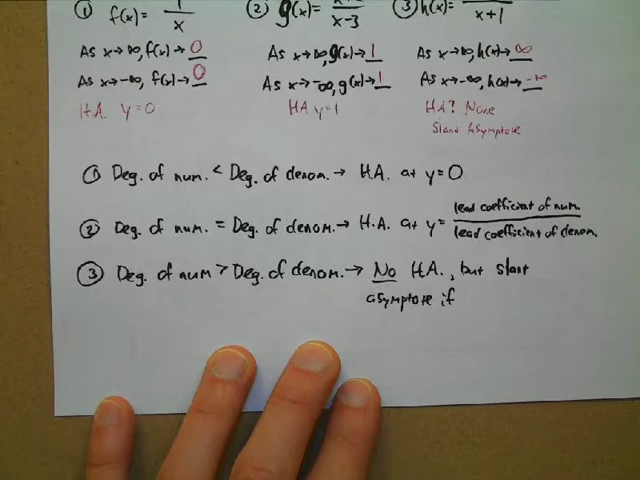 ① f(x)= 1/x ② g(x)= /x-3 ③ h(x)= /x+1
As x→∞, f(x)→ 0 As x→∞, g(x)→ 1 As x→∞, h(x)→ ∞
As x→-∞, f(x)→ 0 As x→-∞, g(x)→ 1 As x→-∞, h(x)→ -∞
H.A. y=0 HA y=1 HA? None
Slant Asymptote
① Deg. of num. < Deg. of denom. → H.A. at y=0
② Deg. of num. = Deg. of denom. → H.A. at y= lead coefficient of num. / lead coefficient of denom.
③ Deg. of num > Deg. of denom. → No H.A., but slant
asymptote if